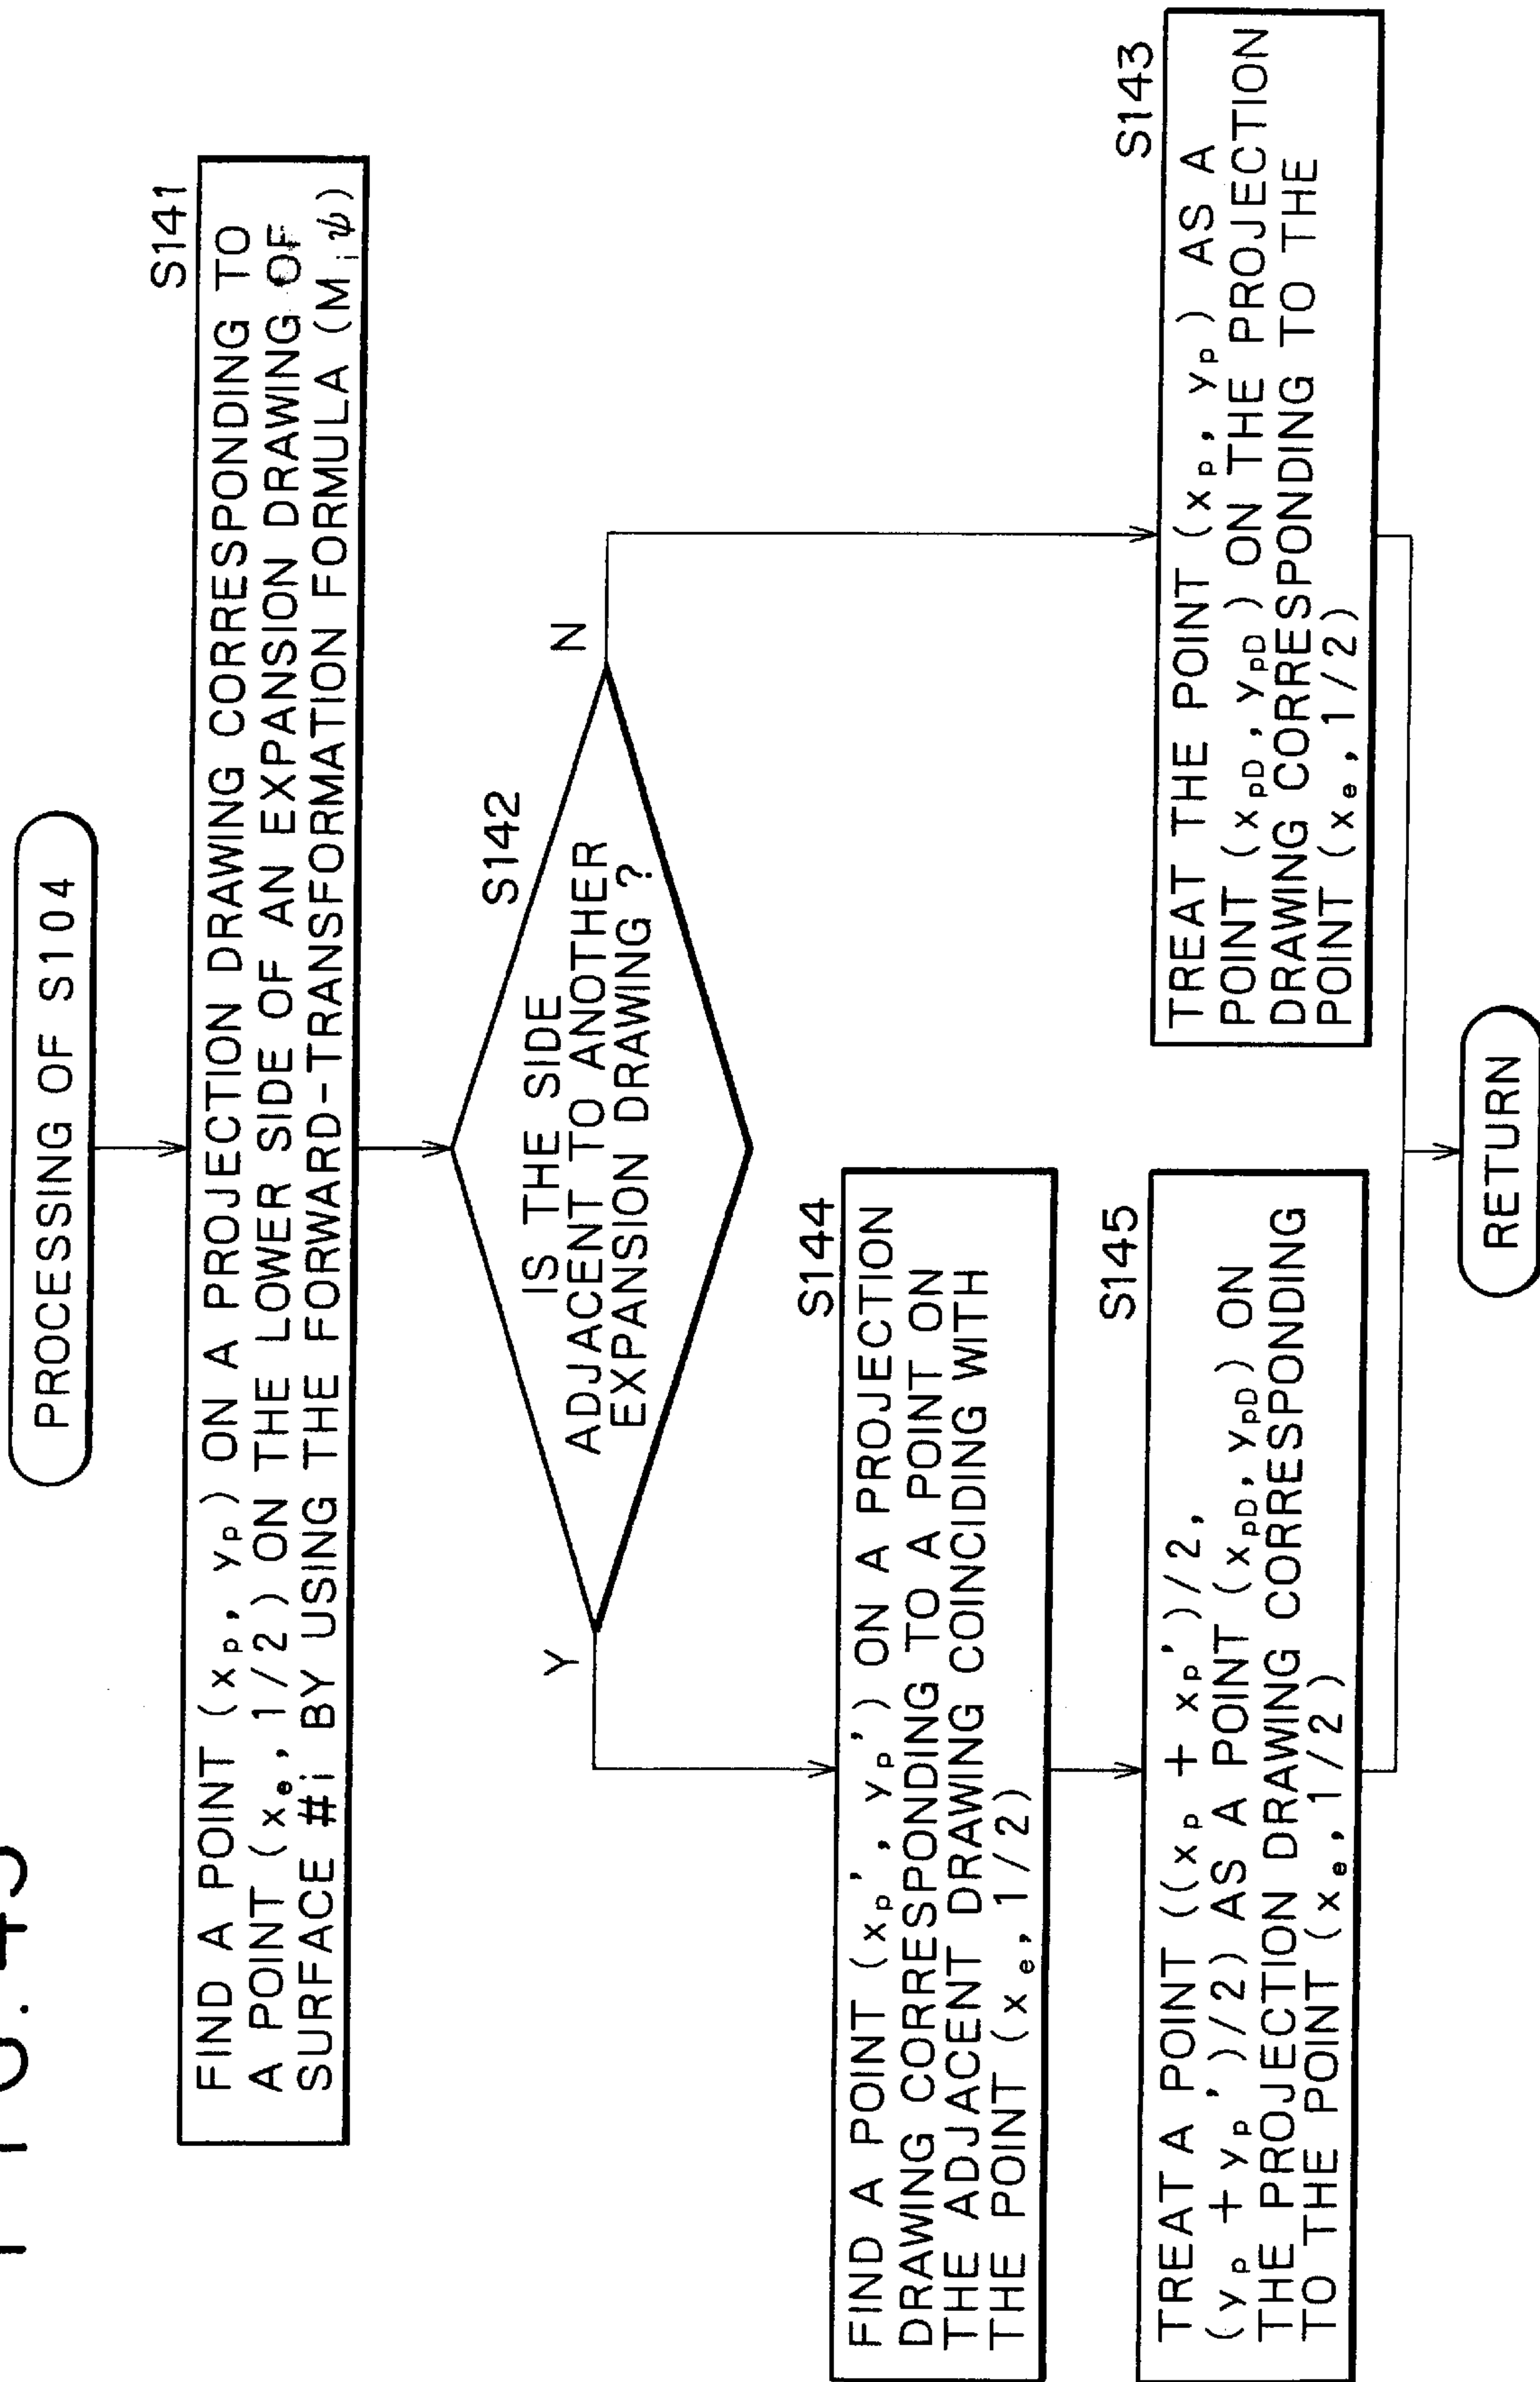 PROCESSING OF S104
S141
FIND A POINT (xp, yp) ON A PROJECTION DRAWING CORRESPONDING TO
A POINT (xe, 1/2) ON THE LOWER SIDE OF AN EXPANSION DRAWING OF
SURFACE #i BY USING THE FORWARD-TRANSFORMATION FORMULA (Miψ)
S142
IS THE SIDE
ADJACENT TO ANOTHER
EXPANSION DRAWING ?
Y
N
S144
FIND A POINT (xp', yp') ON A PROJECTION
DRAWING CORRESPONDING TO A POINT ON
THE ADJACENT DRAWING COINCIDING WITH
THE POINT (xe, 1/2)
S145
TREAT A POINT ((xp + xp')/2,
(yp + yp')/2) AS A POINT (xpD, ypD) ON
THE PROJECTION DRAWING CORRESPONDING
TO THE POINT (xe, 1/2)
S143
TREAT THE POINT (xp, yp) AS A
POINT (xpD, ypD) ON THE PROJECTION
DRAWING CORRESPONDING TO THE
POINT (xe, 1/2)
RETURN